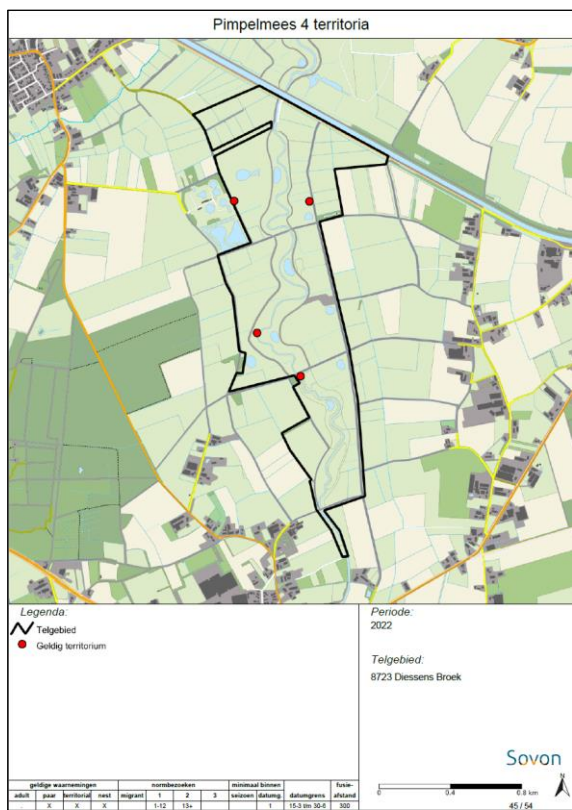 Pimpelmees 4 territoria
Legenda:
Telgebied
Geldig territorium
Periode:
2022
Telgebied:
8723 Diessens Broek
Sovon
0 0.4 0.8 km
N
45 / 54
geldige waarnemingen normbezoeken minimaal binnen fusie-
adult paar territorial nest migrant 1 2 3 seizoen datumg. datumgrens afstand
. X X X 1-12 13+ 1 15-3 t/m 30-6 300